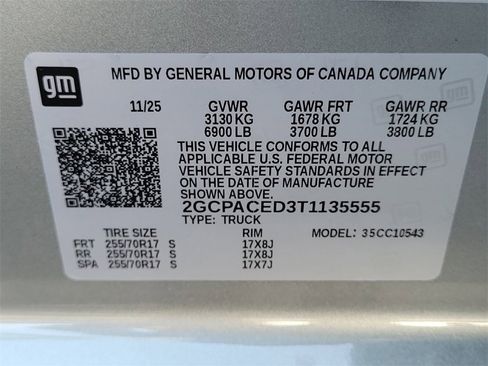 gm
MFD BY GENERAL MOTORS OF CANADA COMPANY
11/25 GVWR GAWR FRT GAWR RR
3130 KG 1678 KG 1724 KG
6900 LB 3700 LB 3800 LB
THIS VEHICLE CONFORMS TO ALL
APPLICABLE U.S. FEDERAL MOTOR
VEHICLE SAFETY STANDARDS IN EFFECT
ON THE DATE OF MANUFACTURE
SHOWN ABOVE.
2GCPACED3T1135555
TYPE: TRUCK
TIRE SIZE RIM MODEL: 35CC10543
FRT 255/70R17 S 17X8J
RR 255/70R17 S 17X8J
SPA 255/70R17 S 17X7J